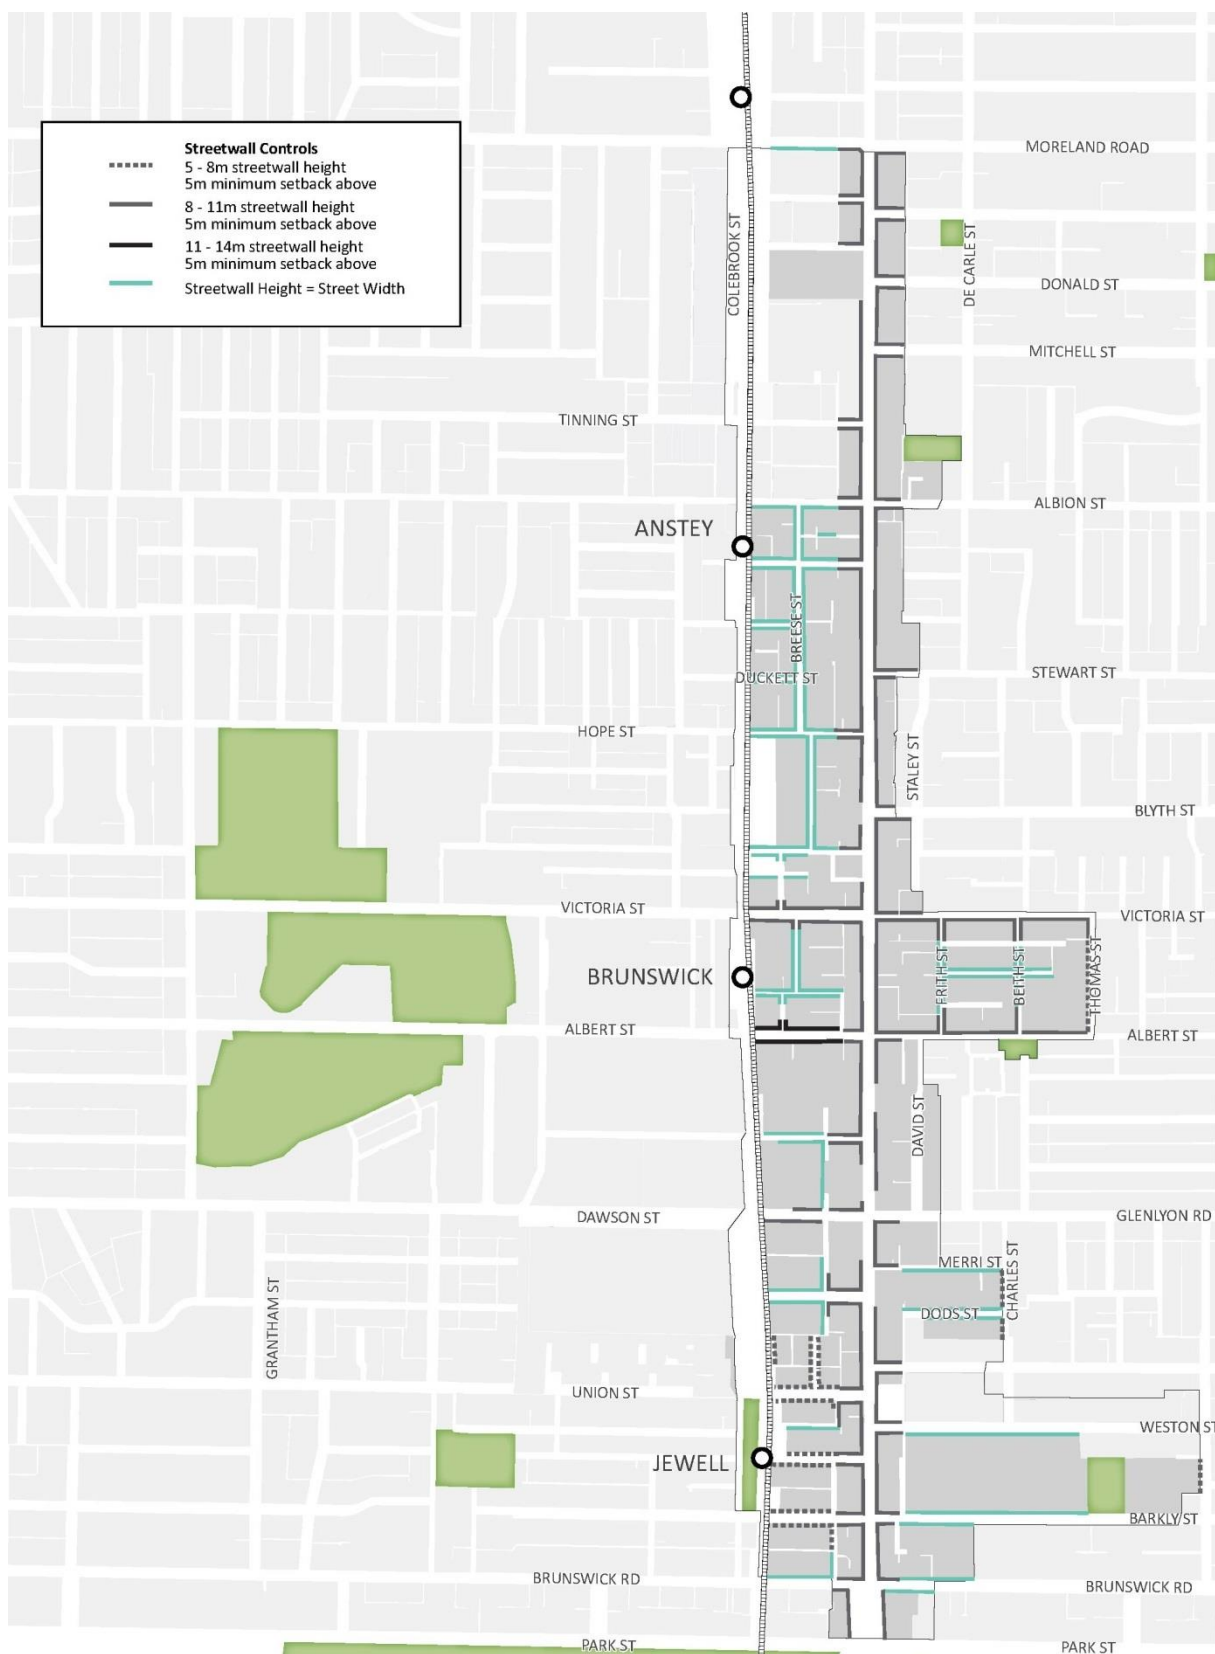 Streetwall Controls
5 - 8m streetwall height
5m minimum setback above
8 - 11m streetwall height
5m minimum setback above
11 - 14m streetwall height
5m minimum setback above
Streetwall Height = Street Width
MORELAND ROAD
COLEBROOK ST
DE CARLE ST
DONALD ST
MITCHELL ST
TINNING ST
ALBION ST
ANSTEY
BREESE ST
DUCKETT ST
STEWART ST
HOPE ST
STALEY ST
BLYTH ST
VICTORIA ST
VICTORIA ST
BRUNSWICK
FRITH ST
BEITH ST
THOMAS ST
ALBERT ST
ALBERT ST
DAVID ST
DAWSON ST
GLENLYON RD
MERRI ST
CHARLES ST
DODS ST
GRANTHAM ST
UNION ST
WESTON ST
JEWELL
BARKLY ST
BRUNSWICK RD
BRUNSWICK RD
PARK ST
PARK ST